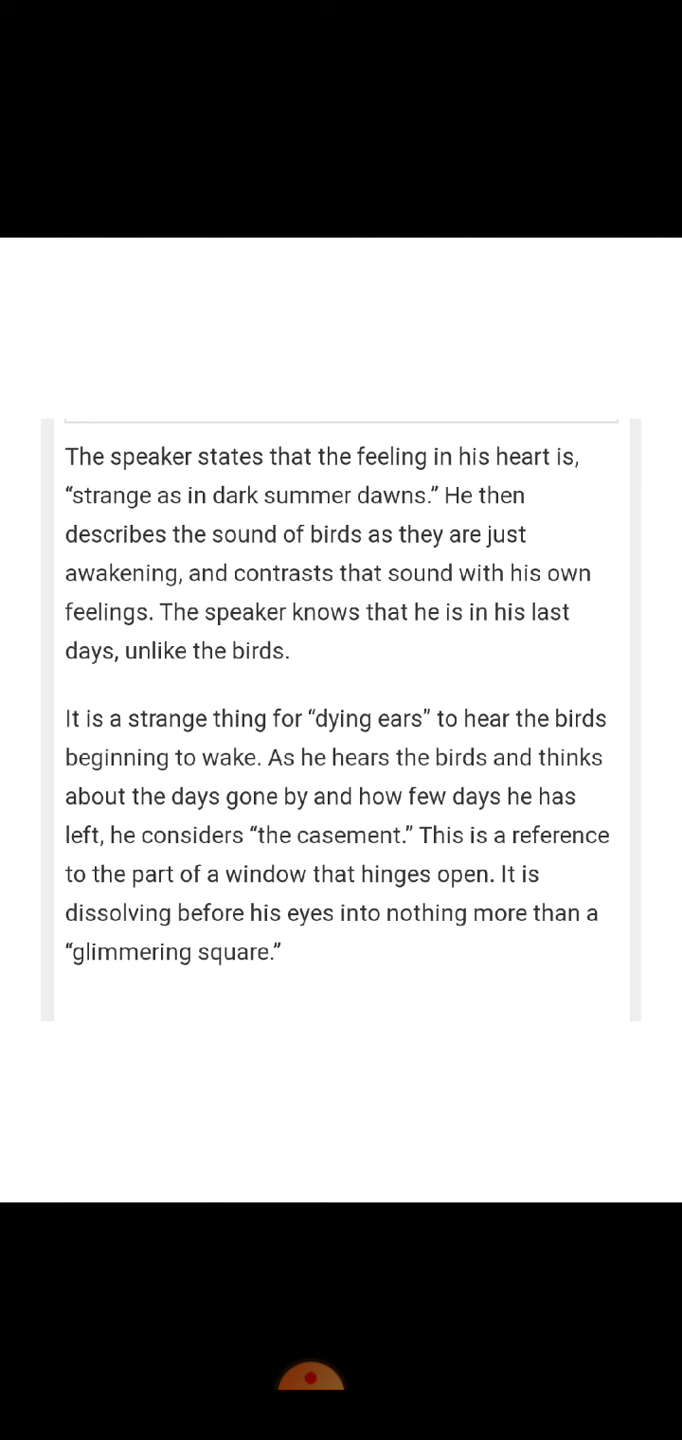 The speaker states that the feeling in his heart is,
“strange as in dark summer dawns.” He then
describes the sound of birds as they are just
awakening, and contrasts that sound with his own
feelings. The speaker knows that he is in his last
days, unlike the birds.
It is a strange thing for “dying ears” to hear the birds
beginning to wake. As he hears the birds and thinks
about the days gone by and how few days he has
left, he considers “the casement.” This is a reference
to the part of a window that hinges open. It is
dissolving before his eyes into nothing more than a
“glimmering square.”